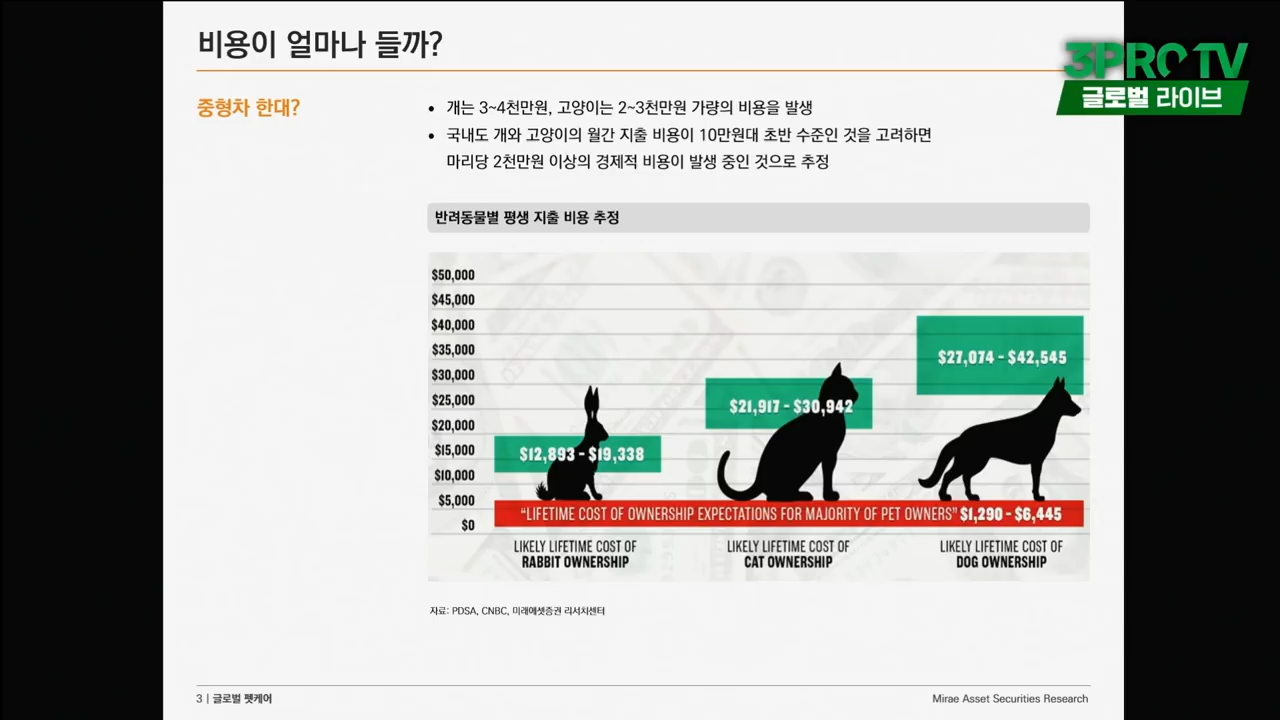 비용이 얼마나 들까?
3PRO TV
글로벌 라이브
중형차 한대?
• 개는 3~4천만원, 고양이는 2~3천만원 가량의 비용을 발생
• 국내도 개와 고양이의 월간 지출 비용이 10만원대 초반 수준인 것을 고려하면
마리당 2천만원 이상의 경제적 비용이 발생 중인 것으로 추정
반려동물별 평생 지출 비용 추정
$50,000
$45,000
$40,000
$35,000
$30,000
$25,000
$20,000
$15,000
$10,000
$5,000
$0
$12,893 - $19,338
$21,917 - $30,942
$27,074 - $42,545
“LIFETIME COST OF OWNERSHIP EXPECTATIONS FOR MAJORITY OF PET OWNERS” $1,290 - $6,445
LIKELY LIFETIME COST OF
RABBIT OWNERSHIP
LIKELY LIFETIME COST OF
CAT OWNERSHIP
LIKELY LIFETIME COST OF
DOG OWNERSHIP
자료: PDSA, CNBC, 미래에셋증권 리서치센터
3 | 글로벌 펫케어
Mirae Asset Securities Research